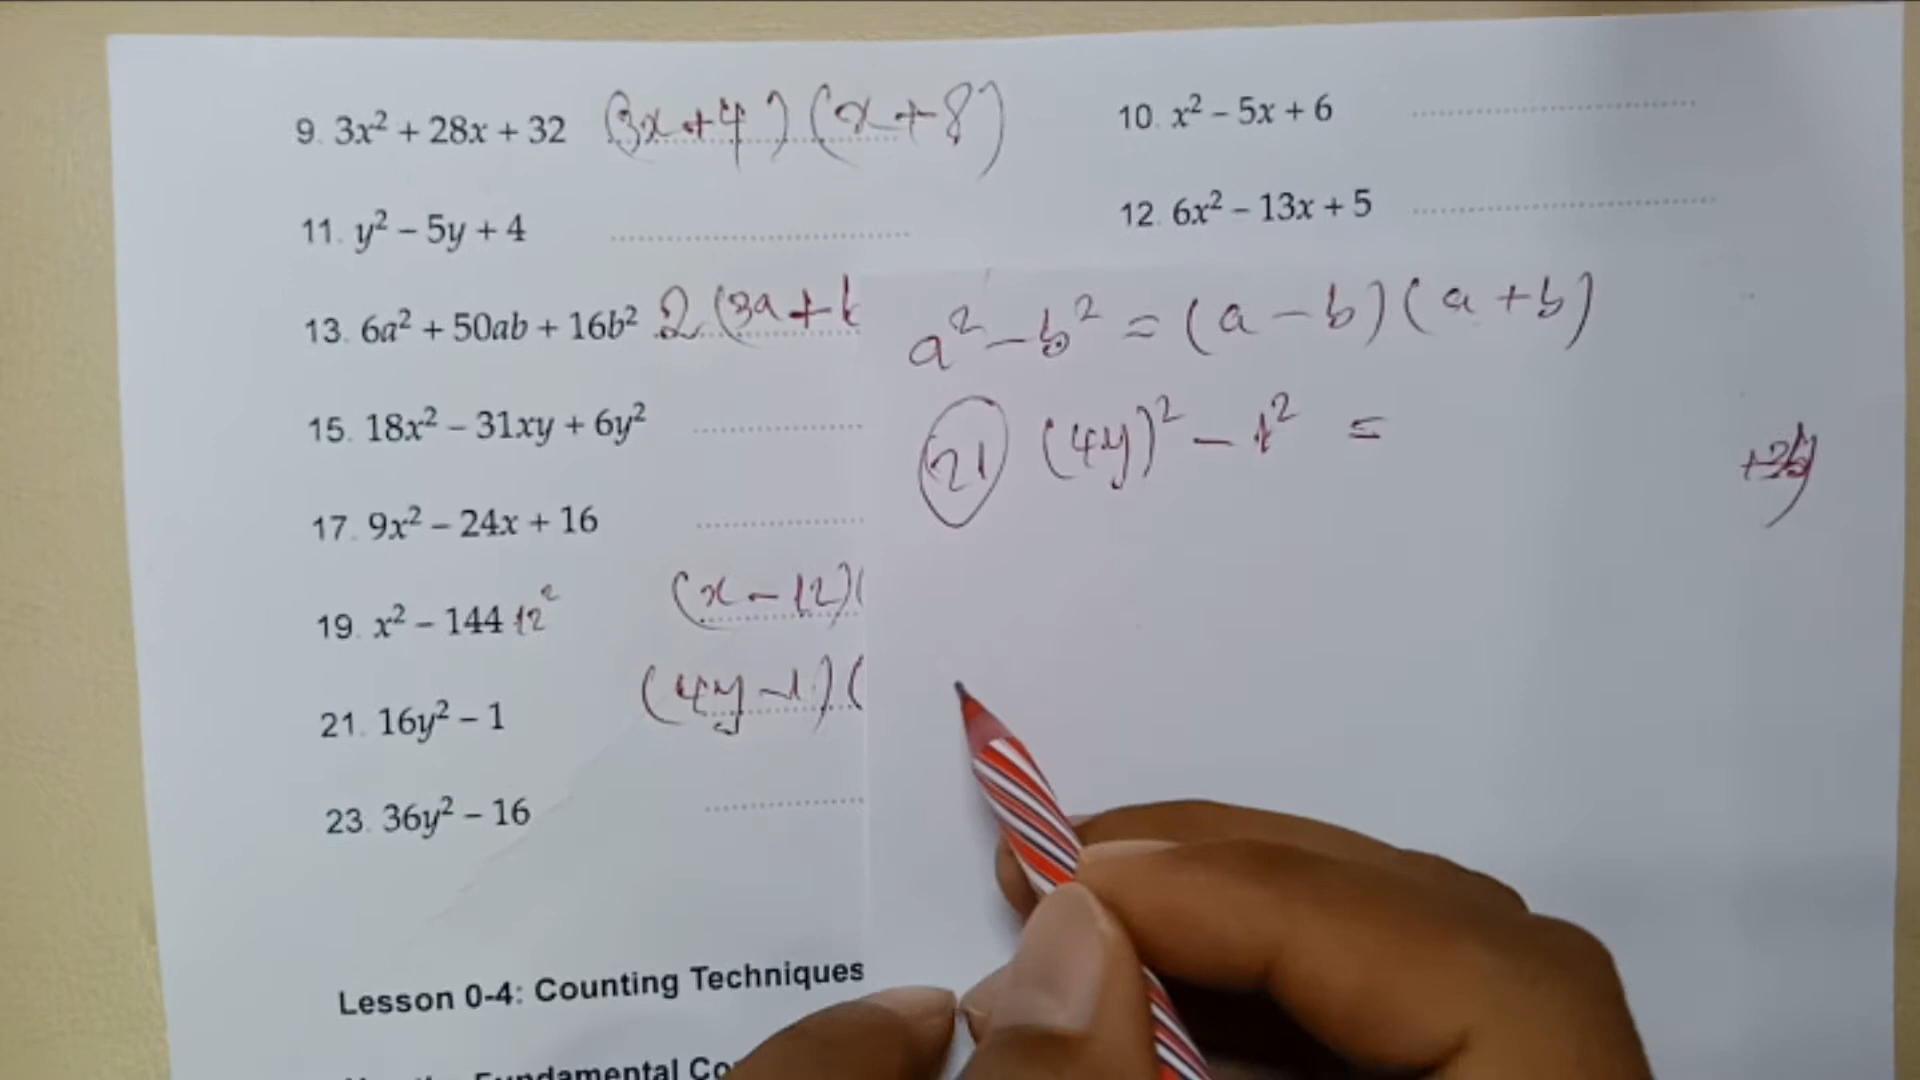 9. 3x² + 28x + 32 (3x+4)(x+8)
10. x² – 5x + 6
11. y² – 5y + 4
12. 6x² – 13x + 5
13. 6a² + 50ab + 16b² 2(3a+
a² – b² = (a – b)(a + b)
15. 18x² – 31xy + 6y²
21 (4y)² – 1² =
17. 9x² – 24x + 16
19. x² – 144 12² (x – 12)(
21. 16y² – 1 (4y – 1)(
23. 36y² – 16
Lesson 0-4: Counting Techniques
Fundamental Co